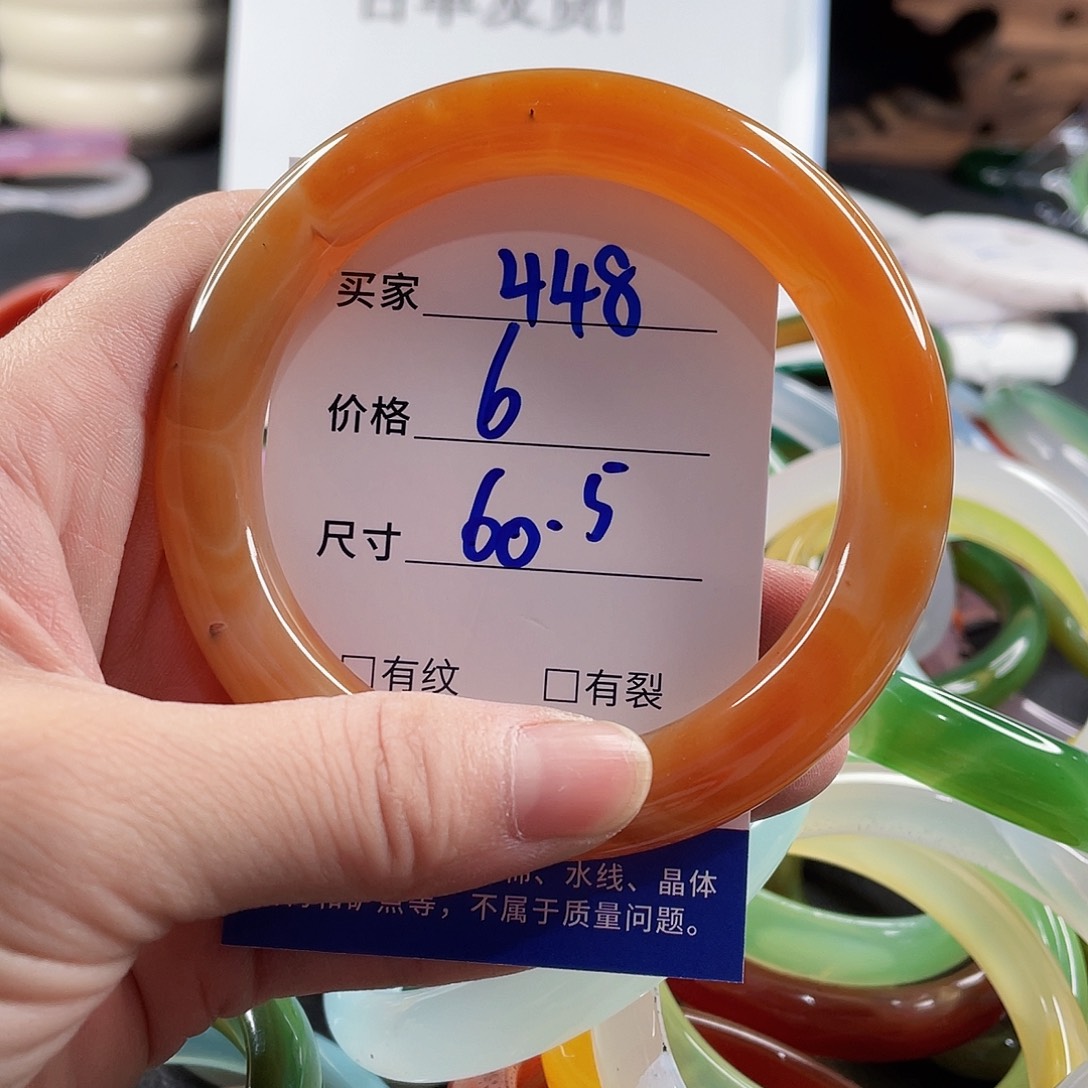 买家 448
价格 6
尺寸 60.5
□有纹 □有裂
、水线、晶体
点等，不属于质量问题。